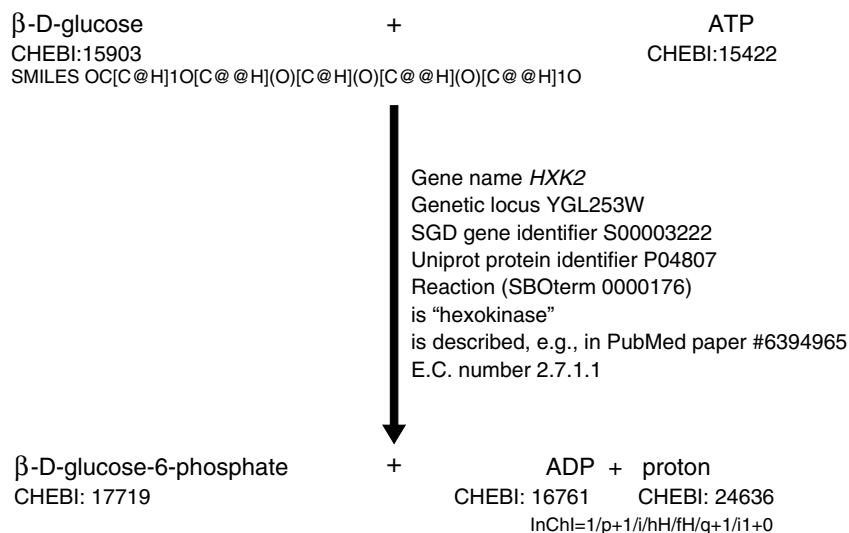 β-D-glucose + ATP
CHEBI:15903 CHEBI:15422
SMILES OC[C@H]1O[C@@H](O)[C@H](O)[C@@H](O)[C@@H]1O
Gene name HXK2
Genetic locus YGL253W
SGD gene identifier S00003222
Uniprot protein identifier P04807
Reaction (SBOterm 0000176)
is “hexokinase”
is described, e.g., in PubMed paper #6394965
E.C. number 2.7.1.1
β-D-glucose-6-phosphate + ADP + proton
CHEBI: 17719 CHEBI: 16761 CHEBI: 24636
InChI=1/p+1/i/hH/fH/q+1/i1+0